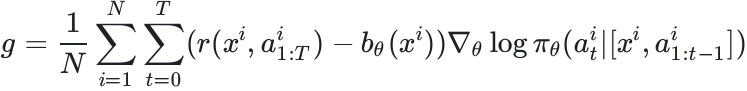 $g = \frac{1}{N} \sum_{i=1}^{N} \sum_{t=0}^{T} (r(x^i, a^i_{1:T}) - b_\theta(x^i)) \nabla_\theta \log \pi_\theta(a^i_t | [x^i, a^i_{1:t-1}])$